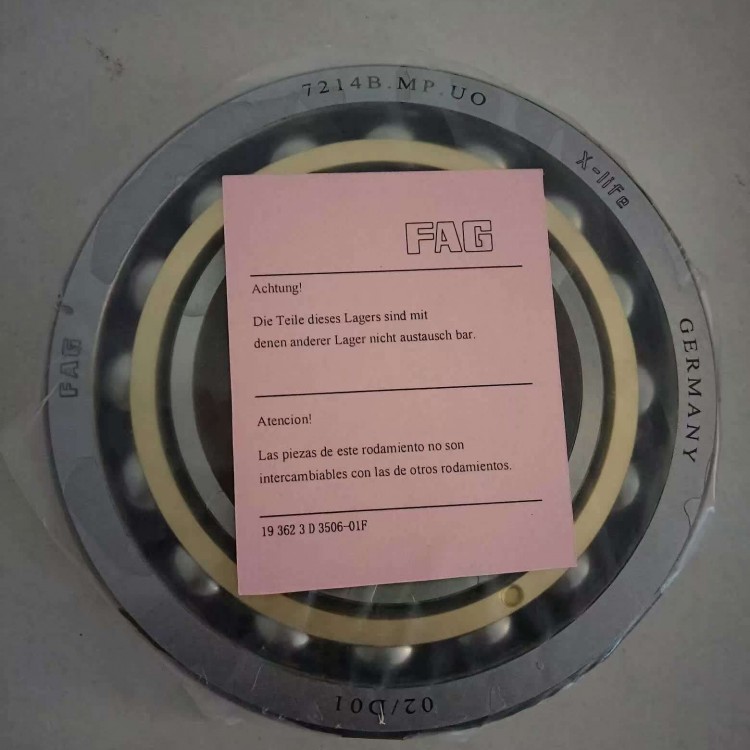 7214B.MP.UO
X-life
GERMANY
02/D01
FAG
FAG
Achtung!
Die Teile dieses Lagers sind mit
denen anderer Lager nicht austausch bar.
Atencion!
Las piezas de este rodamiento no son
intercambiables con las de otros rodamientos.
19 362 3 D 3506-01F